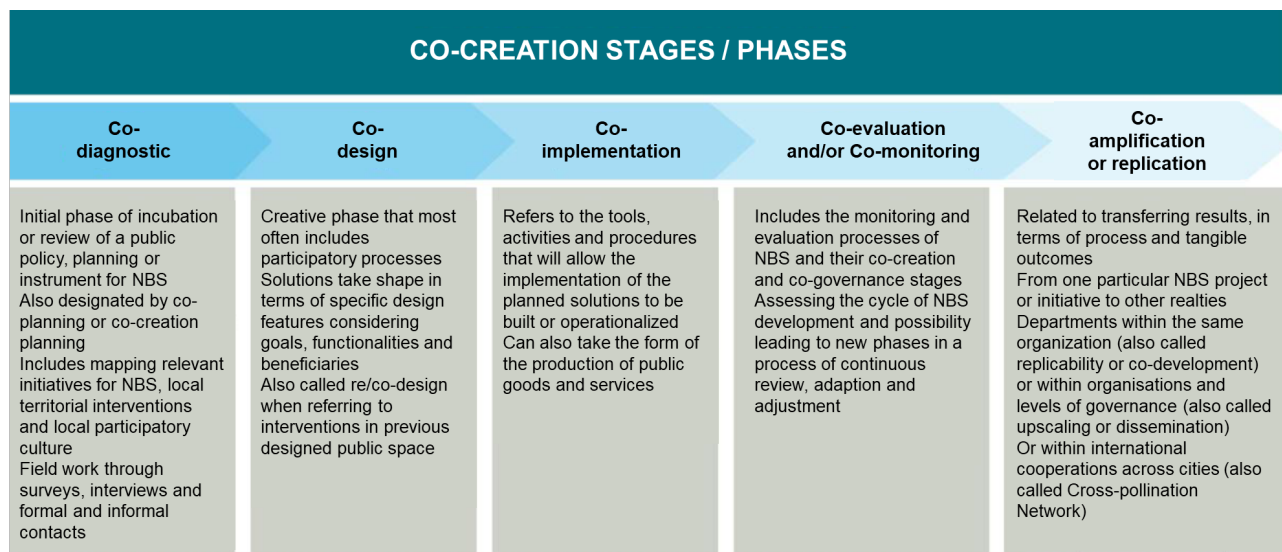 CO-CREATION STAGES / PHASES
Co-
diagnostic
Co-
design
Co-
implementation
Co-evaluation
and/or Co-monitoring
Co-
amplification
or replication
Initial phase of incubation
or review of a public
policy, planning or
instrument for NBS
Also designated by co-
planning or co-creation
planning
Includes mapping relevant
initiatives for NBS, local
territorial interventions
and local participatory
culture
Field work through
surveys, interviews and
formal and informal
contacts
Creative phase that most
often includes
participatory processes
Solutions take shape in
terms of specific design
features considering
goals, functionalities and
beneficiaries
Also called re/co-design
when referring to
interventions in previous
designed public space
Refers to the tools,
activities and procedures
that will allow the
implementation of the
planned solutions to be
built or operationalized
Can also take the form of
the production of public
goods and services
Includes the monitoring and
evaluation processes of
NBS and their co-creation
and co-governance stages
Assessing the cycle of NBS
development and possibility
leading to new phases in a
process of continuous
review, adaption and
adjustment
Related to transferring results, in
terms of process and tangible
outcomes
From one particular NBS project
or initiative to other realties
Departments within the same
organization (also called
replicability or co-development)
or within organisations and
levels of governance (also called
upscaling or dissemination)
Or within international
cooperations across cities (also
called Cross-pollination
Network)